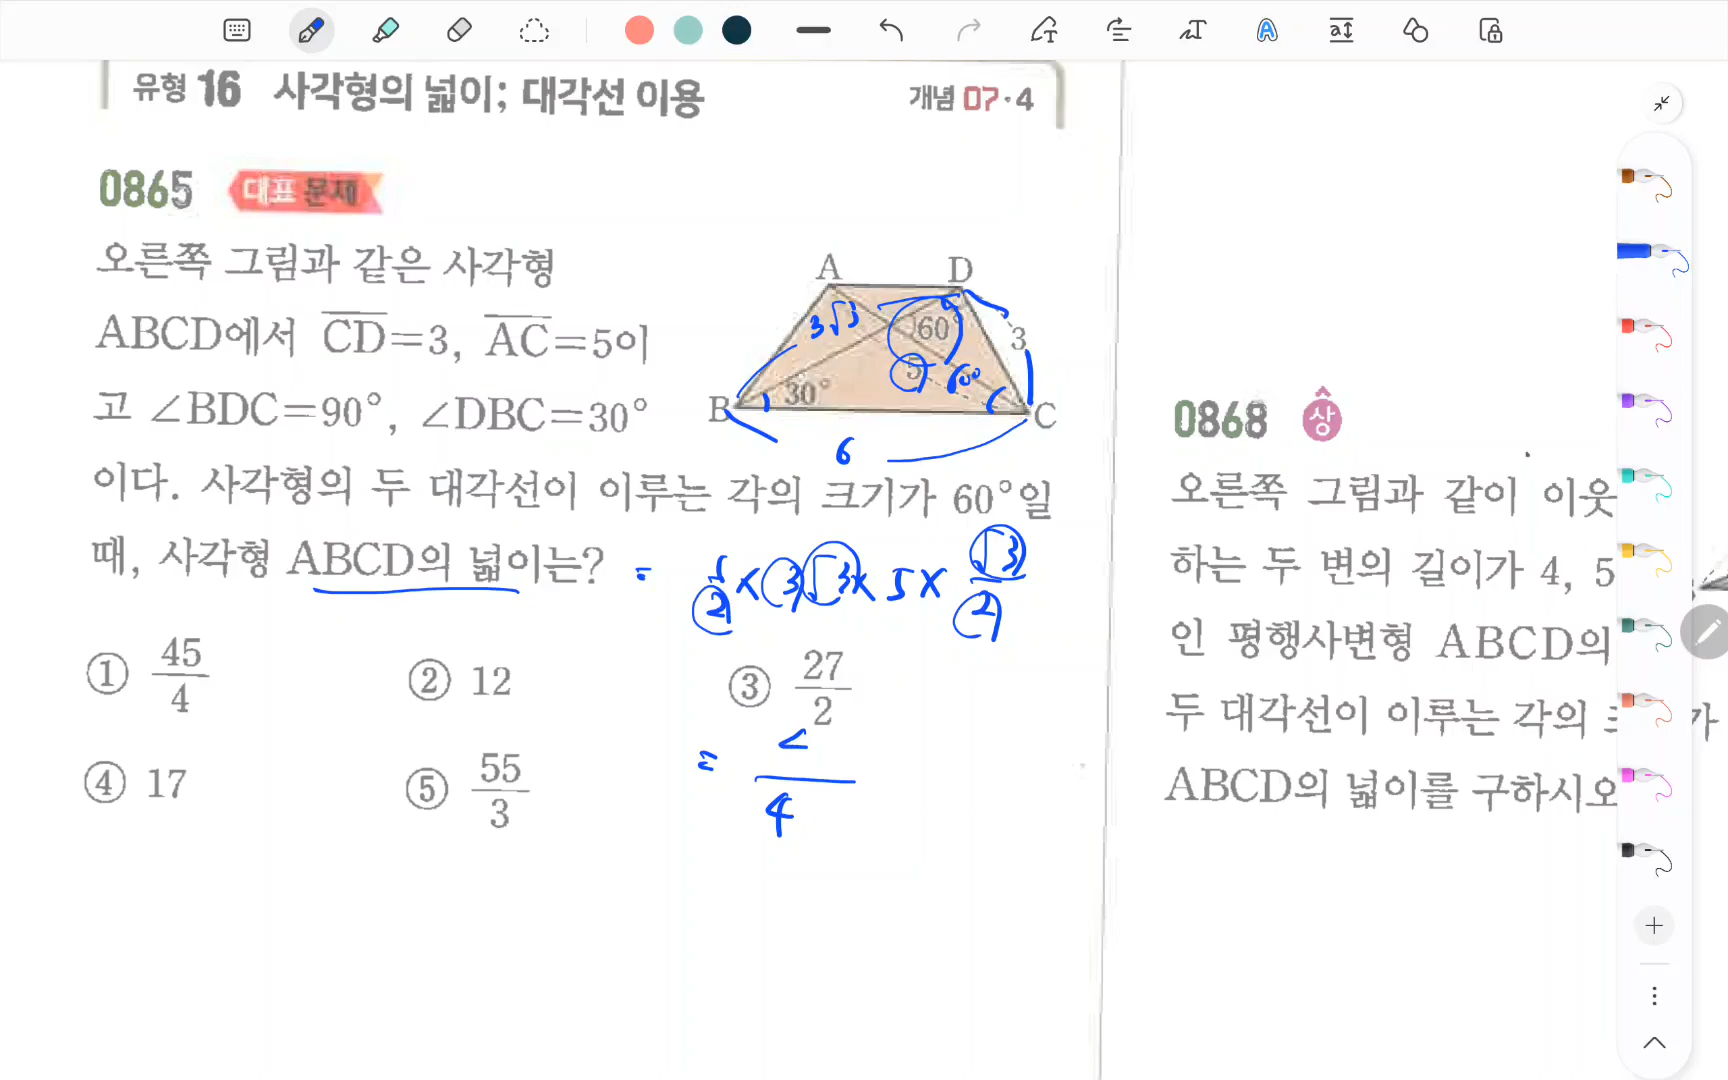 유형 16 사각형의 넓이; 대각선 이용
개념 07·4
0865 대표 문제
오른쪽 그림과 같은 사각형
ABCD에서 CD=3, AC=5이
고 ∠BDC=90°, ∠DBC=30°
이다. 사각형의 두 대각선이 이루는 각의 크기가 60°일
때, 사각형 ABCD의 넓이는?
A D
3√3 60° 3
5 60°
B 30° C
6
= 1/2 × 3√3 × 5 × √3/2
① 45/4 ② 12 ③ 27/2
④ 17 ⑤ 55/3
=
4
0868 상
오른쪽 그림과 같이 이웃
하는 두 변의 길이가 4, 5
인 평행사변형 ABCD의
두 대각선이 이루는 각의 가
ABCD의 넓이를 구하시오